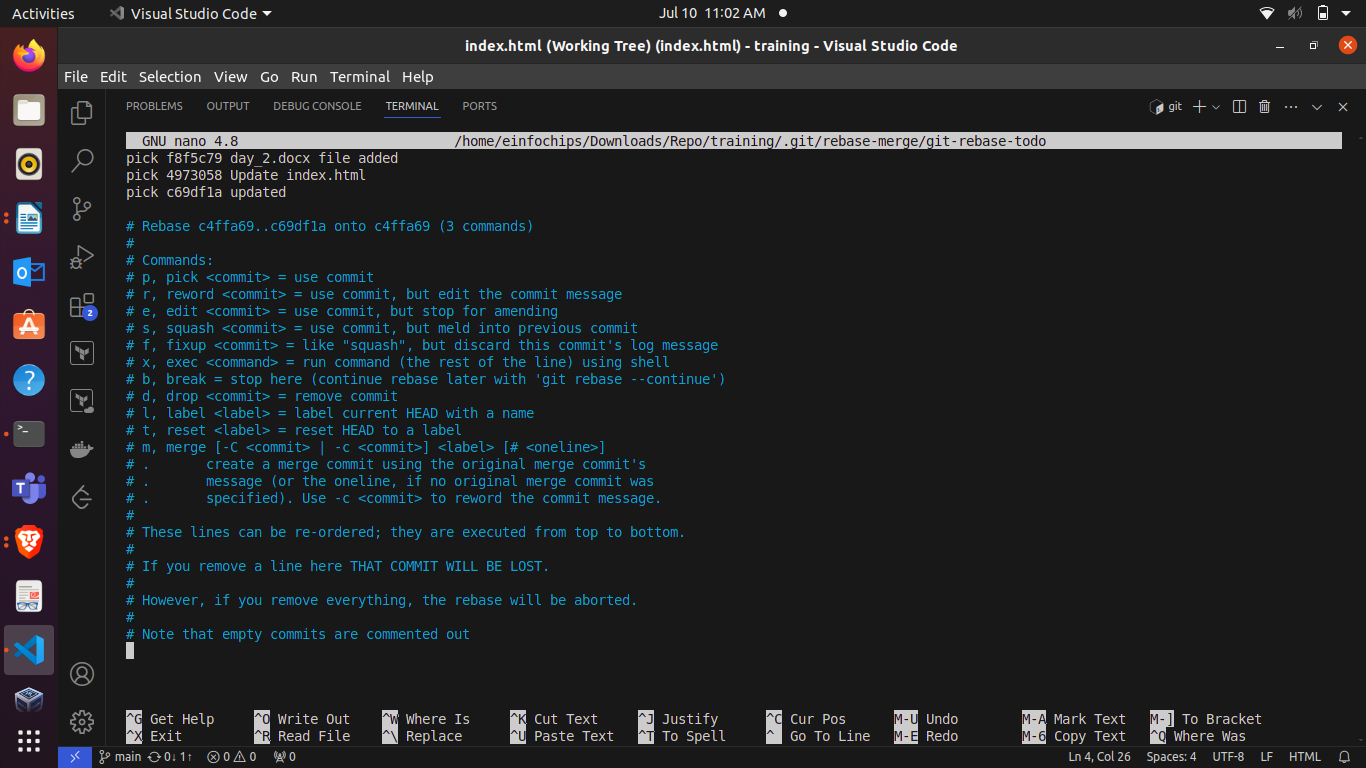 Activities Visual Studio Code Jul 10 11:02 AM
index.html (Working Tree) (index.html) - training - Visual Studio Code
File Edit Selection View Go Run Terminal Help
PROBLEMS OUTPUT DEBUG CONSOLE TERMINAL PORTS git
GNU nano 4.8 /home/einfochips/Downloads/Repo/training/.git/rebase-merge/git-rebase-todo
pick f8f5c79 day_2.docx file added
pick 4973058 Update index.html
pick c69df1a updated
# Rebase c4ffa69..c69df1a onto c4ffa69 (3 commands)
#
# Commands:
# p, pick <commit> = use commit
# r, reword <commit> = use commit, but edit the commit message
# e, edit <commit> = use commit, but stop for amending
# s, squash <commit> = use commit, but meld into previous commit
# f, fixup <commit> = like "squash", but discard this commit's log message
# x, exec <command> = run command (the rest of the line) using shell
# b, break = stop here (continue rebase later with 'git rebase --continue')
# d, drop <commit> = remove commit
# l, label <label> = label current HEAD with a name
# t, reset <label> = reset HEAD to a label
# m, merge [-C <commit> | -c <commit>] <label> [# <oneline>]
# .       create a merge commit using the original merge commit's
# .       message (or the oneline, if no original merge commit was
# .       specified). Use -c <commit> to reword the commit message.
#
# These lines can be re-ordered; they are executed from top to bottom.
#
# If you remove a line here THAT COMMIT WILL BE LOST.
#
# However, if you remove everything, the rebase will be aborted.
#
# Note that empty commits are commented out
^G Get Help ^O Write Out ^W Where Is ^K Cut Text ^J Justify ^C Cur Pos M-U Undo M-A Mark Text M-] To Bracket
^X Exit ^R Read File ^\ Replace ^U Paste Text ^T To Spell ^_ Go To Line M-E Redo M-6 Copy Text ^Q Where Was
main 0↓ 1↑ 0 0 0 Ln 4, Col 26 Spaces: 4 UTF-8 LF HTML
2